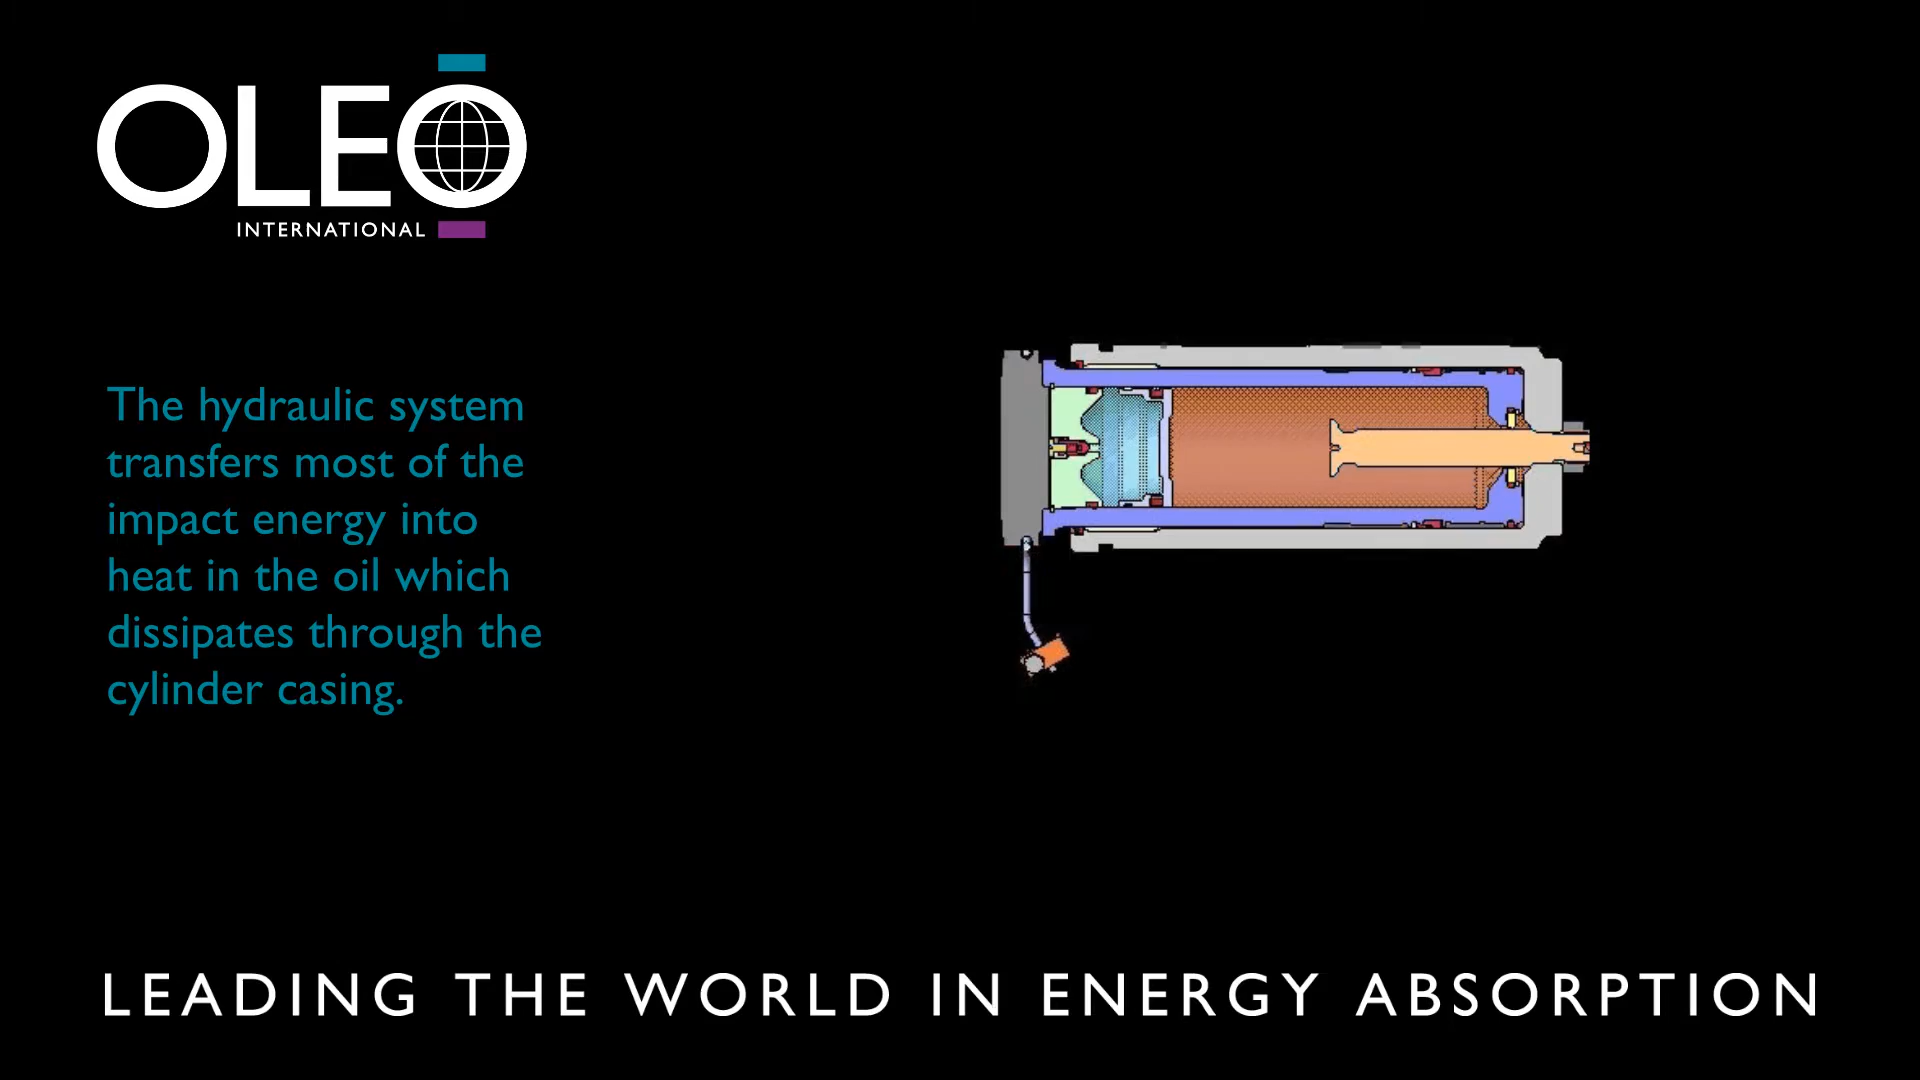 OLEO
INTERNATIONAL
The hydraulic system
transfers most of the
impact energy into
heat in the oil which
dissipates through the
cylinder casing.
LEADING THE WORLD IN ENERGY ABSORPTION